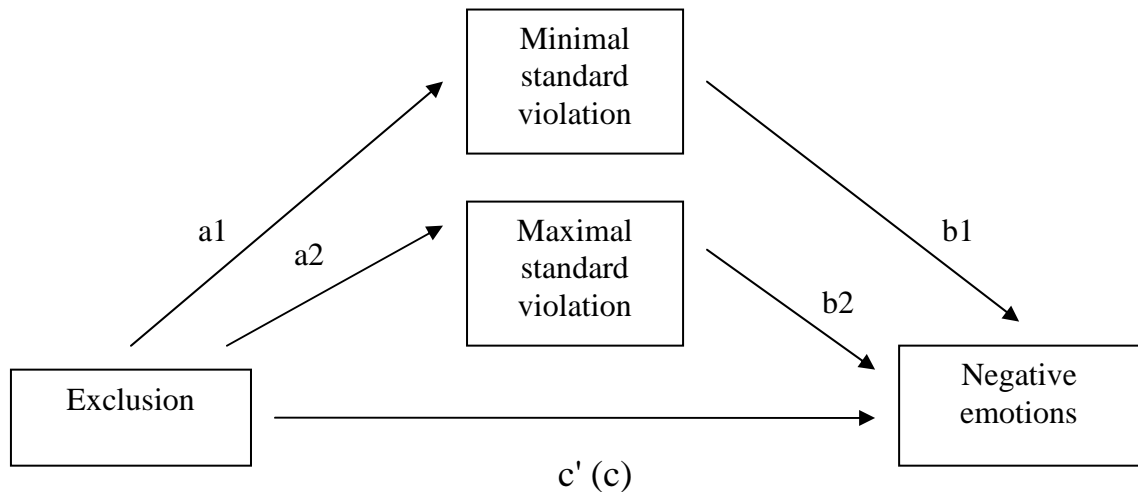 Minimal
standard
violation
a1
a2
Maximal
standard
violation
b1
b2
Exclusion
Negative
emotions
c' (c)